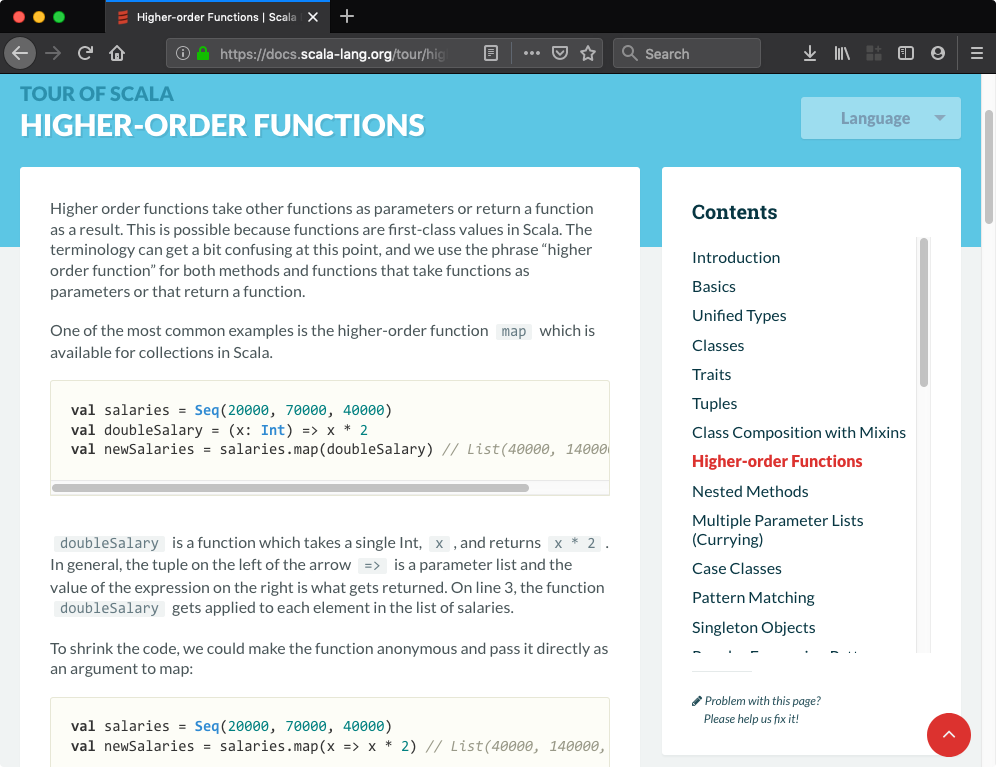 Higher-order Functions | Scala
https://docs.scala-lang.org/tour/hig
Search
TOUR OF SCALA
HIGHER-ORDER FUNCTIONS
Language
Higher order functions take other functions as parameters or return a function
as a result. This is possible because functions are first-class values in Scala. The
terminology can get a bit confusing at this point, and we use the phrase “higher
order function” for both methods and functions that take functions as
parameters or that return a function.
One of the most common examples is the higher-order function map which is
available for collections in Scala.
val salaries = Seq(20000, 70000, 40000)
val doubleSalary = (x: Int) => x * 2
val newSalaries = salaries.map(doubleSalary) // List(40000, 14000
doubleSalary is a function which takes a single Int, x , and returns x * 2 .
In general, the tuple on the left of the arrow => is a parameter list and the
value of the expression on the right is what gets returned. On line 3, the function
doubleSalary gets applied to each element in the list of salaries.
To shrink the code, we could make the function anonymous and pass it directly as
an argument to map:
val salaries = Seq(20000, 70000, 40000)
val newSalaries = salaries.map(x => x * 2) // List(40000, 140000,
Contents
Introduction
Basics
Unified Types
Classes
Traits
Tuples
Class Composition with Mixins
Higher-order Functions
Nested Methods
Multiple Parameter Lists
(Currying)
Case Classes
Pattern Matching
Singleton Objects
Problem with this page?
Please help us fix it!